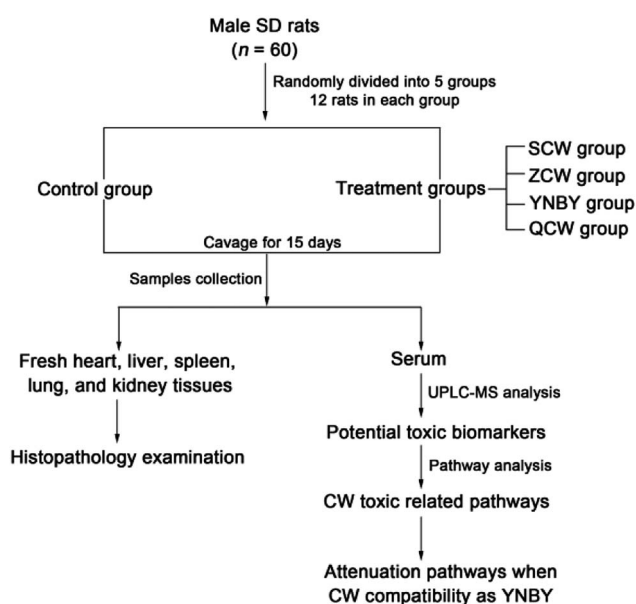 Male SD rats
(n = 60)
Randomly divided into 5 groups
12 rats in each group
Control group
Treatment groups
SCW group
ZCW group
YNBY group
QCW group
Cavage for 15 days
Samples collection
Fresh heart, liver, spleen,
lung, and kidney tissues
Histopathology examination
Serum
UPLC-MS analysis
Potential toxic biomarkers
Pathway analysis
CW toxic related pathways
Attenuation pathways when
CW compatibility as YNBY